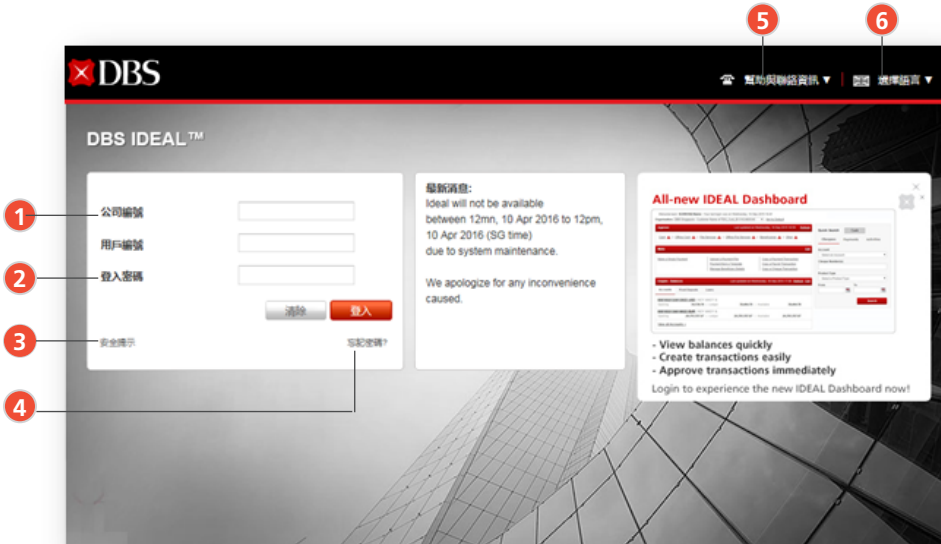 5
6
DBS
幫助與聯絡資訊 ▼
選擇語言 ▼
DBS IDEAL™
1
公司編號
用戶編號
2
登入密碼
清除
登入
3
安全提示
忘記密碼?
4
最新消息:
Ideal will not be available
between 12mn, 10 Apr 2016 to 12pm,
10 Apr 2016 (SG time)
due to system maintenance.
We apologize for any inconvenience
caused.
All-new IDEAL Dashboard
- View balances quickly
- Create transactions easily
- Approve transactions immediately
Login to experience the new IDEAL Dashboard now!